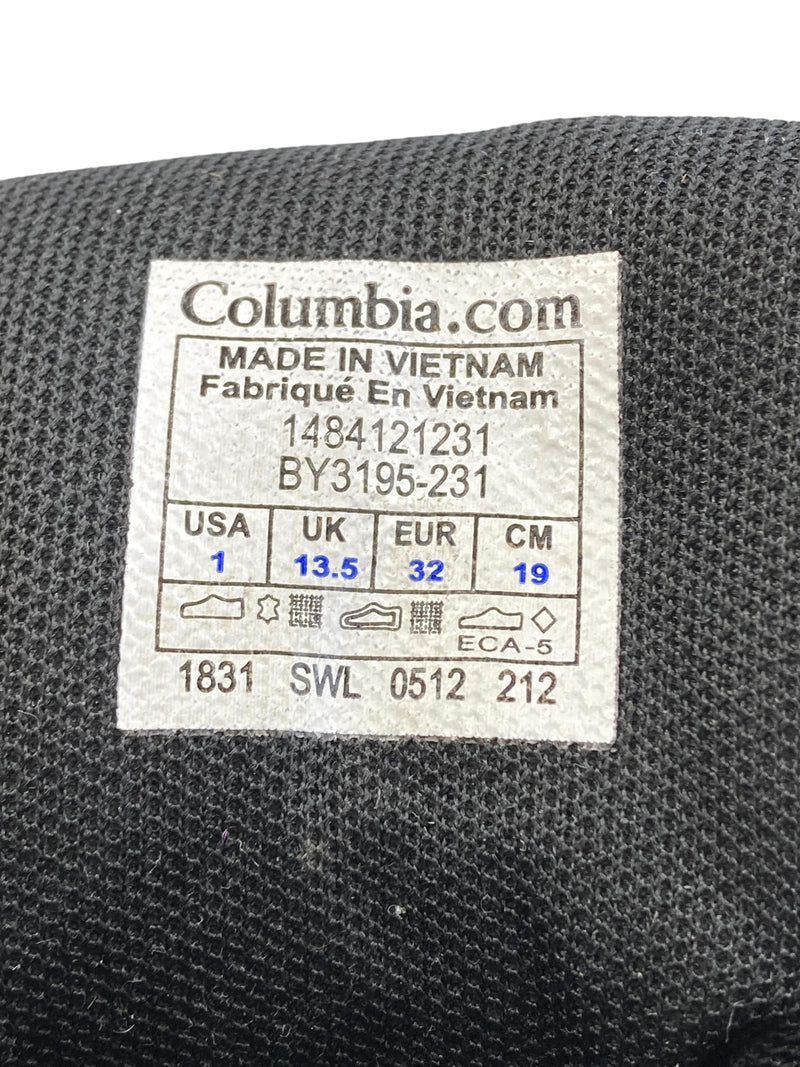 Columbia.com
MADE IN VIETNAM
Fabriqué En Vietnam
1484121231
BY3195-231
USA UK EUR CM
1 13.5 32 19
ECA-5
1831 SWL 0512 212